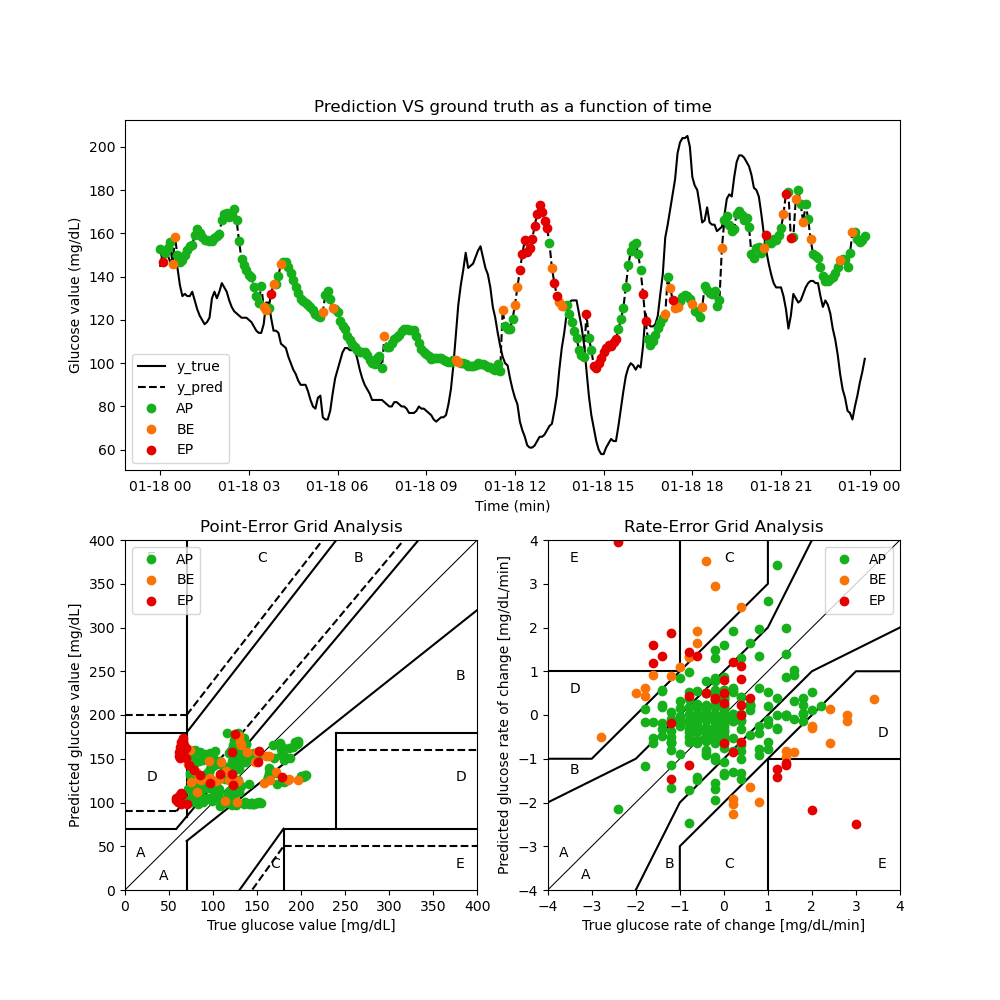 Prediction VS ground truth as a function of time
Glucose value (mg/dL)
200
180
160
140
120
100
80
60
y_true
y_pred
AP
BE
EP
01-18 00 01-18 03 01-18 06 01-18 09 01-18 12 01-18 15 01-18 18 01-18 21 01-19 00
Time (min)
Point-Error Grid Analysis
Predicted glucose value [mg/dL]
400
350
300
250
200
150
100
50
0
AP
BE
EP
C
B
B
D
D
A
A
C
E
0 50 100 150 200 250 300 350 400
True glucose value [mg/dL]
Rate-Error Grid Analysis
Predicted glucose rate of change [mg/dL/min]
4
3
2
1
0
−1
−2
−3
−4
E
C
AP
BE
EP
D
D
B
A
A
B
C
E
−4 −3 −2 −1 0 1 2 3 4
True glucose rate of change [mg/dL/min]